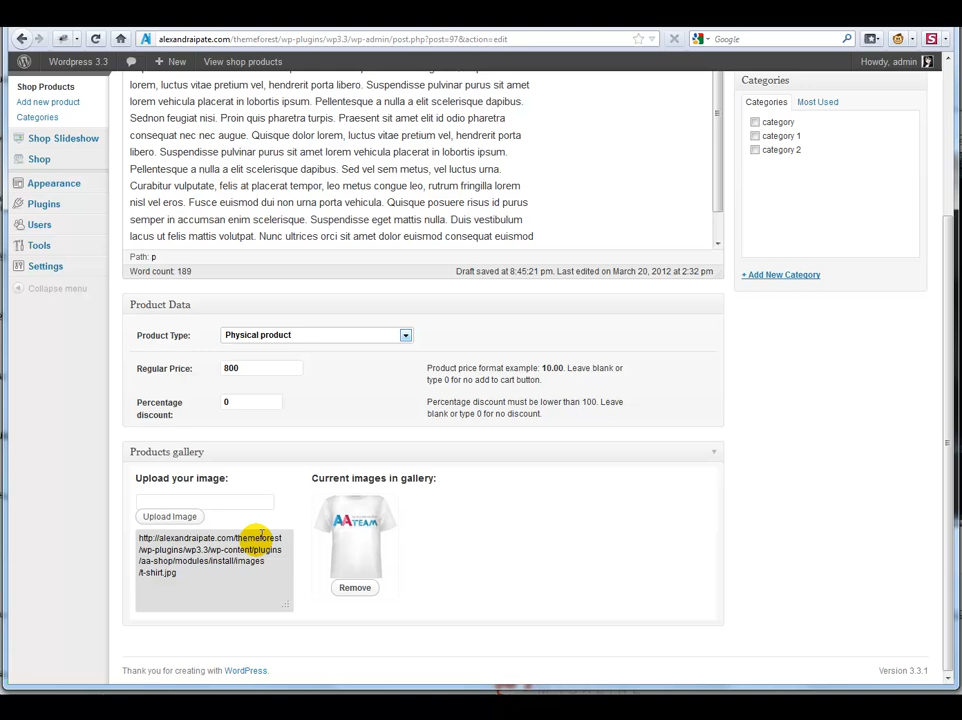 alexandraipate.com/themeforest/wp-plugins/wp3.3/wp-admin/post.php?post=97&action=edit
Google
Wordpress 3.3
New
View shop products
Howdy, admin
Shop Products
Add new product
Categories
Shop Slideshow
Shop
Appearance
Plugins
Users
Tools
Settings
Collapse menu
lorem, luctus vitae pretium vel, hendrerit porta libero. Suspendisse pulvinar purus sit amet
lorem vehicula placerat in lobortis ipsum. Pellentesque a nulla a elit scelerisque dapibus.
Sednon feugiat nisi. Proin quis pharetra turpis. Praesent sit amet elit id odio pharetra
consequat nec nec augue. Quisque dolor lorem, luctus vitae pretium vel, hendrerit porta
libero. Suspendisse pulvinar purus sit amet lorem vehicula placerat in lobortis ipsum.
Pellentesque a nulla a elit scelerisque dapibus. Sed vel sem metus, vel luctus urna.
Curabitur vulputate, felis at placerat tempor, leo metus congue leo, rutrum fringilla lorem
nisl vel eros. Fusce euismod dui non urna porta vehicula. Quisque posuere risus id purus
semper in accumsan enim scelerisque. Suspendisse eget mattis nulla. Duis vestibulum
lacus ut felis mattis volutpat. Nunc ultrices orci sit amet dolor euismod consequat euismod
Path: p
Word count: 189
Draft saved at 8:45:21 pm. Last edited on March 20, 2012 at 2:32 pm
Categories
Categories
Most Used
category
category 1
category 2
+ Add New Category
Product Data
Product Type:
Physical product
Regular Price:
800
Product price format example: 10.00. Leave blank or
type 0 for no add to cart button.
Percentage
discount:
0
Percentage discount must be lower than 100. Leave
blank or type 0 for no discount.
Products gallery
Upload your image:
Upload Image
http://alexandraipate.com/themeforest
/wp-plugins/wp3.3/wp-content/plugins
/aa-shop/modules/install/images
/t-shirt.jpg
Current images in gallery:
AA TEAM
Remove
Thank you for creating with WordPress.
Version 3.3.1